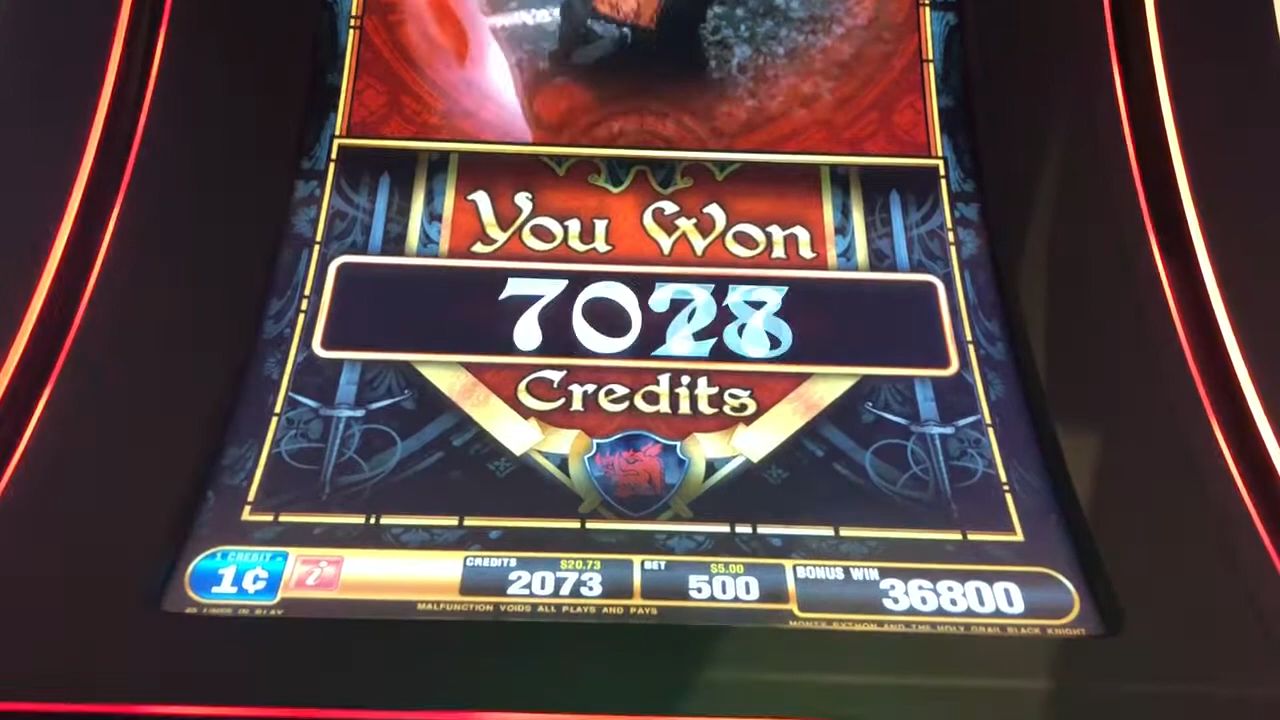 You Won
7028
Credits
1 CREDIT =
1¢
i
CREDITS $20.73
2073
BET $5.00
500
BONUS WIN
36800
MALFUNCTION VOIDS ALL PLAYS AND PAYS
MONTY PYTHON AND THE HOLY GRAIL BLACK KNIGHT